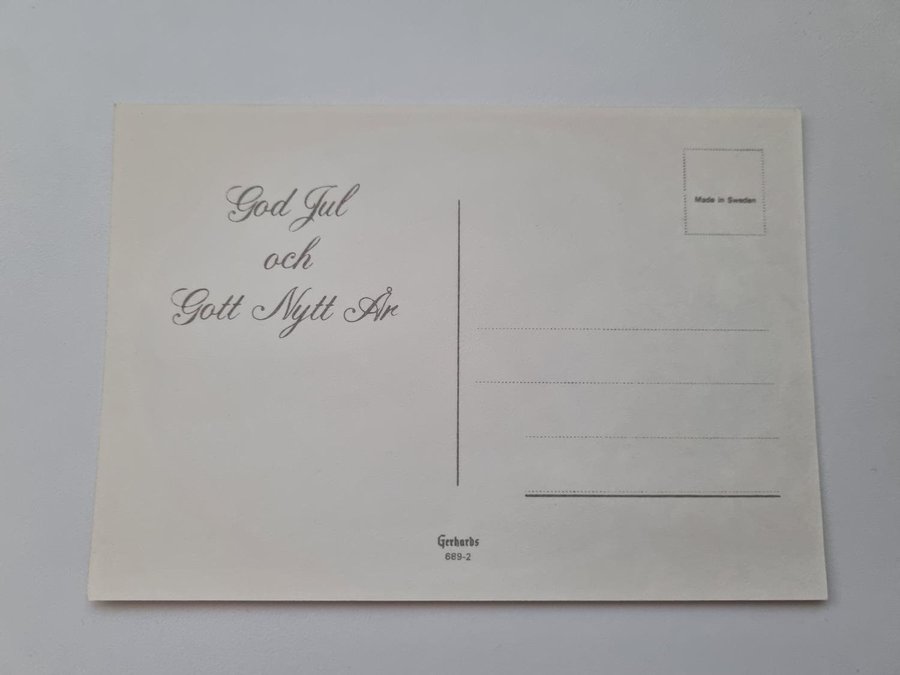 God Jul
och
Gott Nytt År
Made in Sweden
Gerhards
689-2